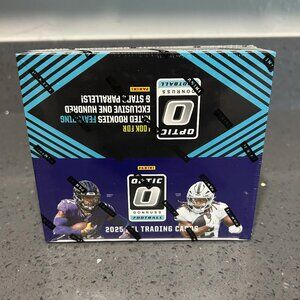 OPTIC
DONRUSS
FOOTBALL
LOOK FOR
RATED ROOKIES FEATURING
EXCLUSIVE ONE HUNDRED
& STARS PARALLELS!
PANINI
PANINI
OPTIC
DONRUSS
FOOTBALL
2025 NFL TRADING CARDS